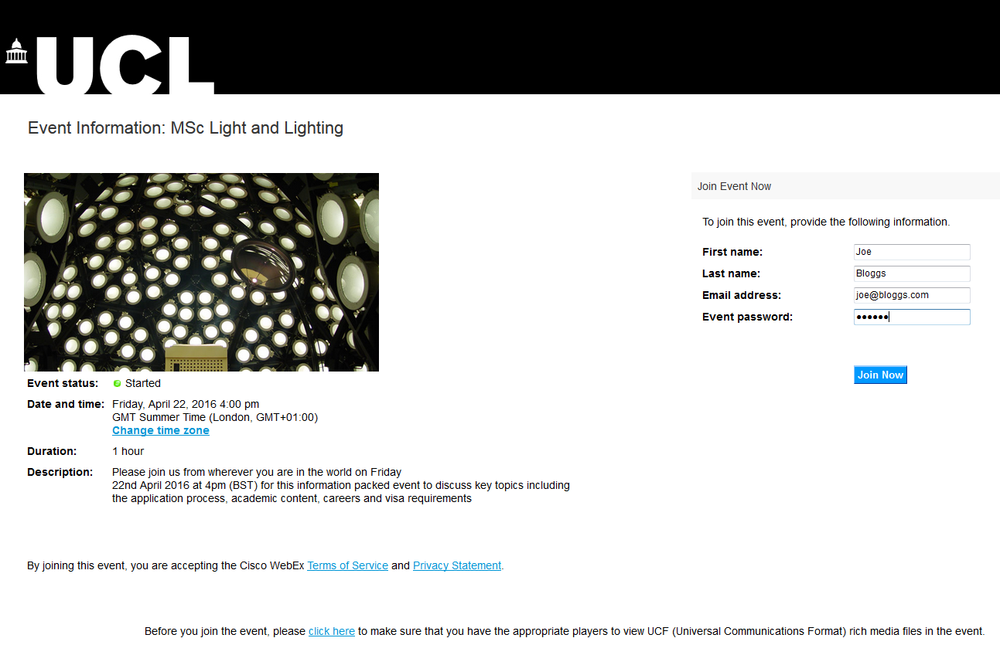 UCL
Event Information: MSc Light and Lighting
Join Event Now
To join this event, provide the following information.
First name: Joe
Last name: Bloggs
Email address: joe@bloggs.com
Event password: ••••••
Join Now
Event status: Started
Date and time: Friday, April 22, 2016 4:00 pm
GMT Summer Time (London, GMT+01:00)
Change time zone
Duration: 1 hour
Description: Please join us from wherever you are in the world on Friday
22nd April 2016 at 4pm (BST) for this information packed event to discuss key topics including
the application process, academic content, careers and visa requirements
By joining this event, you are accepting the Cisco WebEx Terms of Service and Privacy Statement.
Before you join the event, please click here to make sure that you have the appropriate players to view UCF (Universal Communications Format) rich media files in the event.